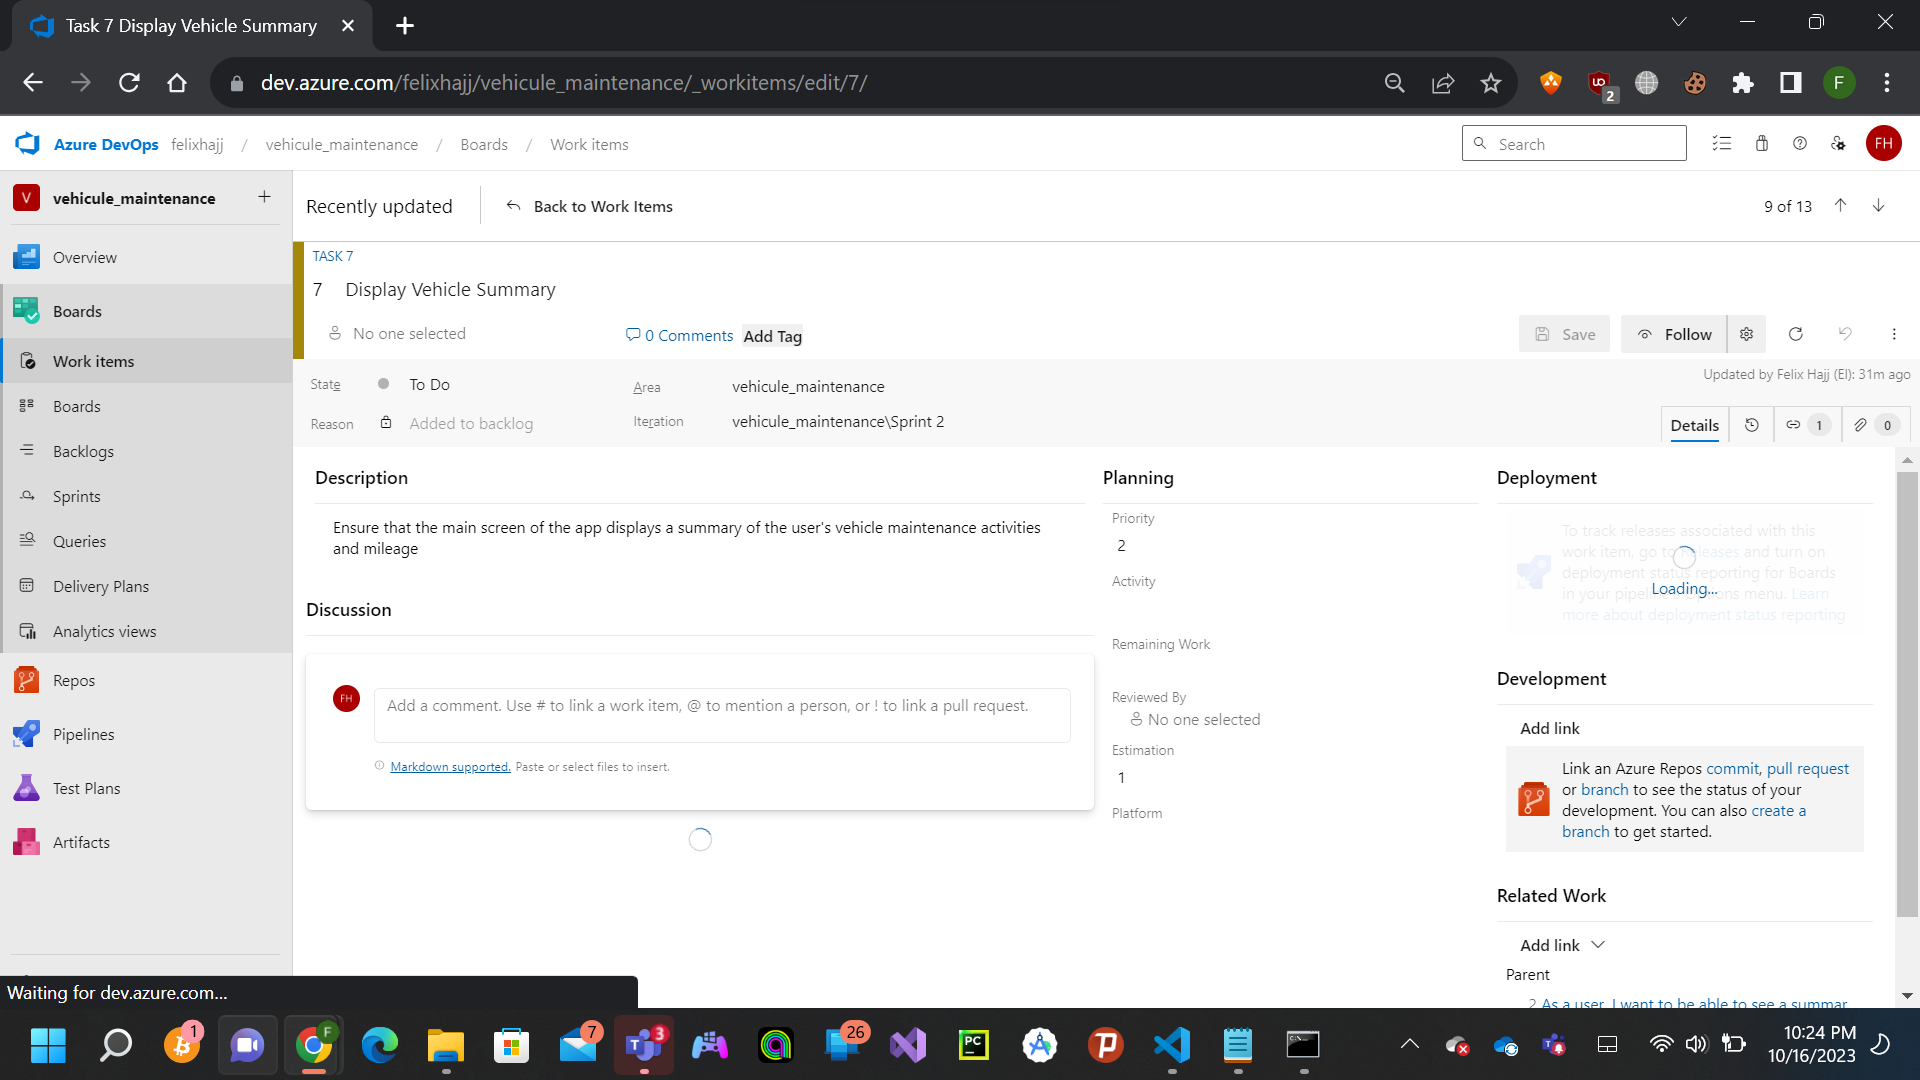 Task 7 Display Vehicle Summary
dev.azure.com/felixhajj/vehicule_maintenance/_workitems/edit/7/
2
F
Azure DevOps felixhajj / vehicule_maintenance / Boards / Work items
Search
FH
V vehicule_maintenance
Recently updated
Back to Work Items
9 of 13
Overview
Boards
Work items
Boards
Backlogs
Sprints
Queries
Delivery Plans
Analytics views
Repos
Pipelines
Test Plans
Artifacts
TASK 7
7 Display Vehicle Summary
No one selected
0 Comments
Add Tag
Save
Follow
State
To Do
Area
vehicule_maintenance
Updated by Felix Hajj (EI): 31m ago
Reason
Added to backlog
Iteration
vehicule_maintenance\Sprint 2
Details
1
0
Description
Ensure that the main screen of the app displays a summary of the user's vehicle maintenance activities
and mileage
Discussion
FH
Add a comment. Use # to link a work item, @ to mention a person, or ! to link a pull request.
Markdown supported. Paste or select files to insert.
Planning
Priority
2
Activity
Remaining Work
Reviewed By
No one selected
Estimation
1
Platform
Deployment
To track releases associated with this
work item, go to Releases and turn on
deployment status reporting for Boards
Loading...
in your pipeline's Options menu. Learn
more about deployment status reporting
Development
Add link
Link an Azure Repos commit, pull request
or branch to see the status of your
development. You can also create a
branch to get started.
Related Work
Add link
Parent
2 As a user, I want to be able to see a summar
Waiting for dev.azure.com...
1
F
7
3
26
PC
10:24 PM
10/16/2023